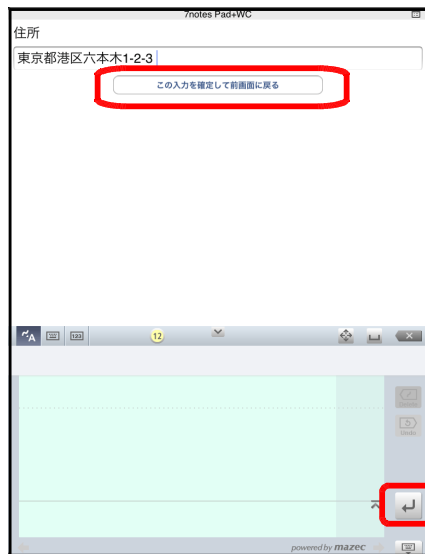 7notes Pad+WC
住所
東京都港区六本木1-2-3
この入力を確定して前画面に戻る
A 123 12
Undo
powered by mazec